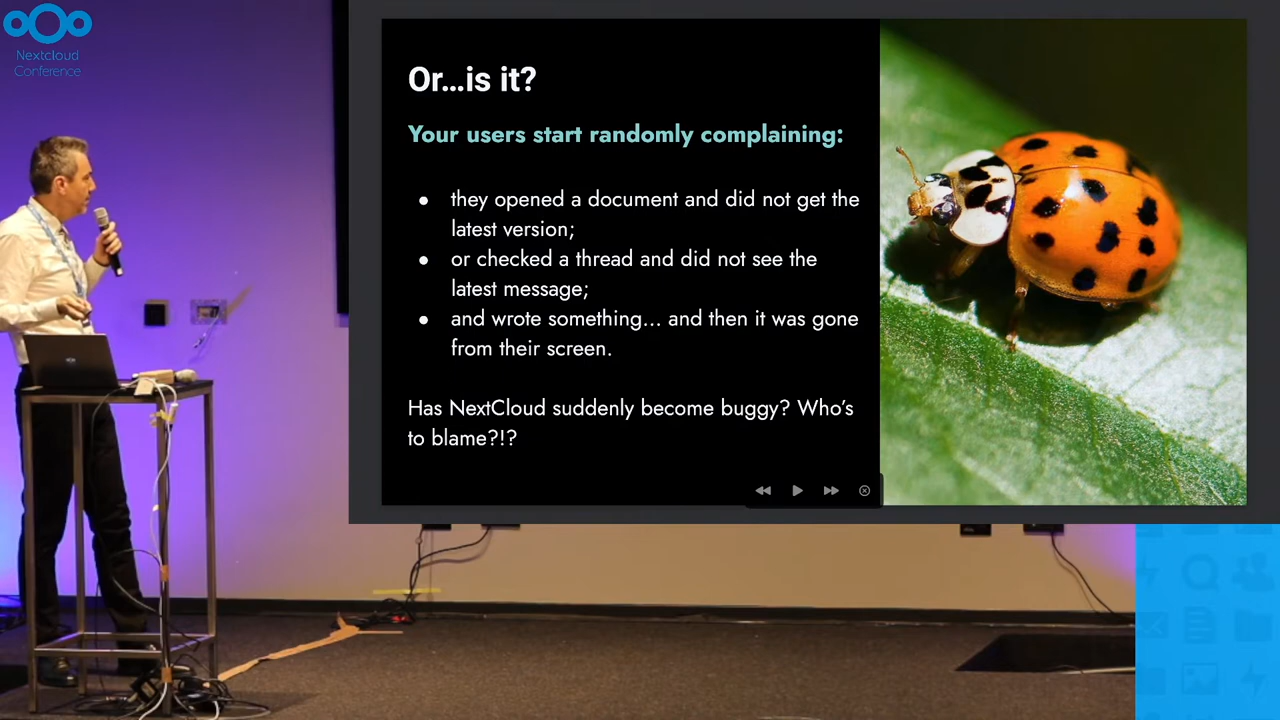 Nextcloud
Conference
Or...is it?
Your users start randomly complaining:
● they opened a document and did not get the
latest version;
● or checked a thread and did not see the
latest message;
● and wrote something... and then it was gone
from their screen.
Has NextCloud suddenly become buggy? Who's
to blame?!?